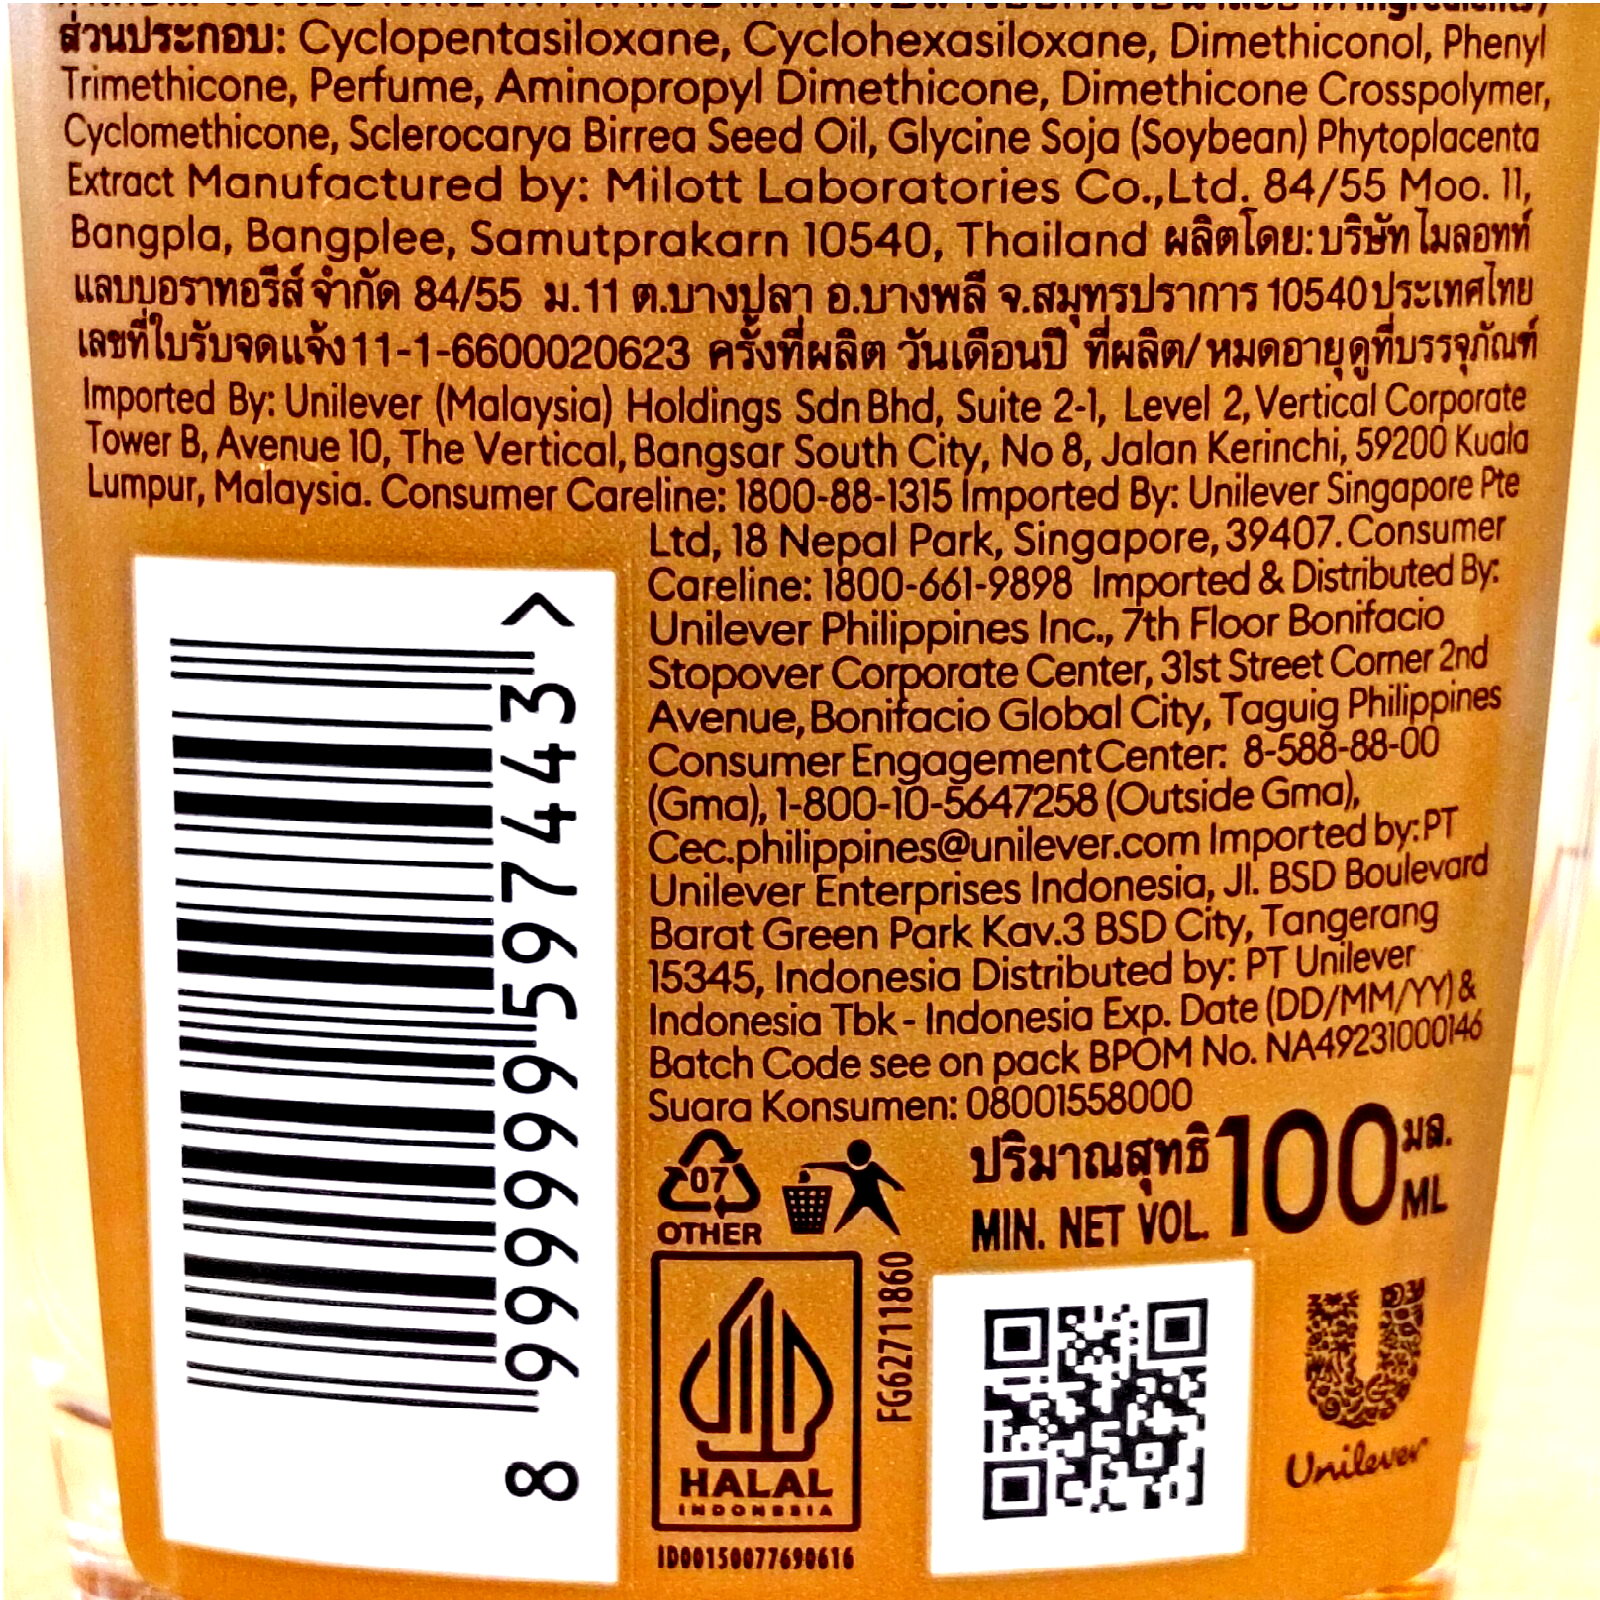 ส่วนประกอบ: Cyclopentasiloxane, Cyclohexasiloxane, Dimethiconol, Phenyl
Trimethicone, Perfume, Aminopropyl Dimethicone, Dimethicone Crosspolymer,
Cyclomethicone, Sclerocarya Birrea Seed Oil, Glycine Soja (Soybean) Phytoplacenta
Extract Manufactured by: Milott Laboratories Co.,Ltd. 84/55 Moo. 11,
Bangpla, Bangplee, Samutprakarn 10540, Thailand ผลิตโดย:บริษัท ไมลอทท์
แลบบอราทอรีส์ จำกัด 84/55 ม.11 ต.บางปลา อ.บางพลี จ.สมุทรปราการ 10540 ประเทศไทย
เลขที่ใบรับจดแจ้ง 11-1-6600020623 ครั้งที่ผลิต วันเดือนปี ที่ผลิต/หมดอายุดูที่บรรจุภัณฑ์
Imported By: Unilever (Malaysia) Holdings Sdn Bhd, Suite 2-1, Level 2, Vertical Corporate
Tower B, Avenue 10, The Vertical, Bangsar South City, No 8, Jalan Kerinchi, 59200 Kuala
Lumpur, Malaysia. Consumer Careline: 1800-88-1315 Imported By: Unilever Singapore Pte
Ltd, 18 Nepal Park, Singapore, 39407. Consumer
Careline: 1800-661-9898 Imported & Distributed By:
Unilever Philippines Inc., 7th Floor Bonifacio
Stopover Corporate Center, 31st Street Corner 2nd
Avenue, Bonifacio Global City, Taguig Philippines
Consumer Engagement Center: 8-588-88-00
(Gma), 1-800-10-5647258 (Outside Gma),
Cec.philippines@unilever.com Imported by: PT
Unilever Enterprises Indonesia, Jl. BSD Boulevard
Barat Green Park Kav.3 BSD City, Tangerang
15345, Indonesia Distributed by: PT Unilever
Indonesia Tbk - Indonesia Exp. Date (DD/MM/YY) &
Batch Code see on pack BPOM No. NA49231000146
Suara Konsumen: 08001558000
8 999999 597443 >
07
OTHER
ปริมาณสุทธิ 100 มล.
MIN. NET VOL. ML
FG62711860
HALAL
INDONESIA
ID00150077690616
Unilever